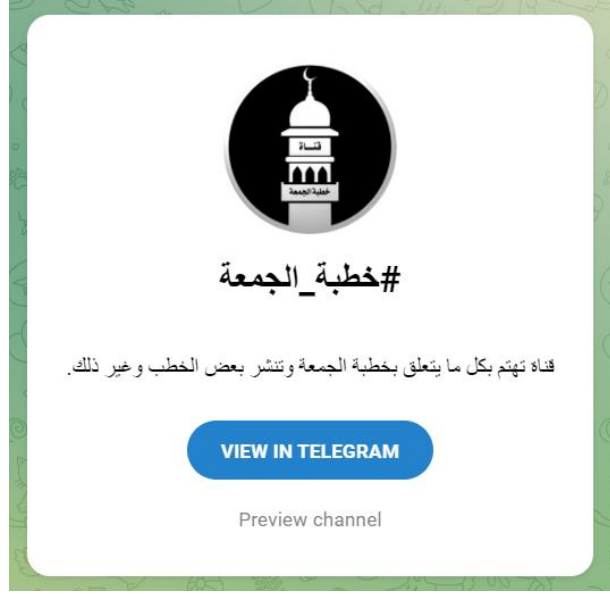 قناة
خطبة الجمعة
#خطبة_الجمعة
قناة تهتم بكل ما يتعلق بخطبة الجمعة وتنشر بعض الخطب وغير ذلك.
VIEW IN TELEGRAM
Preview channel